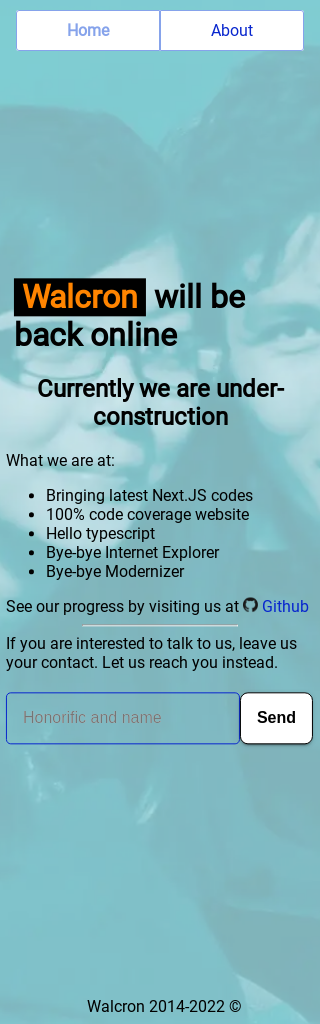 Home About
Walcron will be
back online
Currently we are under-
construction
What we are at:
• Bringing latest Next.JS codes
• 100% code coverage website
• Hello typescript
• Bye-bye Internet Explorer
• Bye-bye Modernizer
See our progress by visiting us at Github
If you are interested to talk to us, leave us
your contact. Let us reach you instead.
Honorific and name Send
Walcron 2014-2022 ©